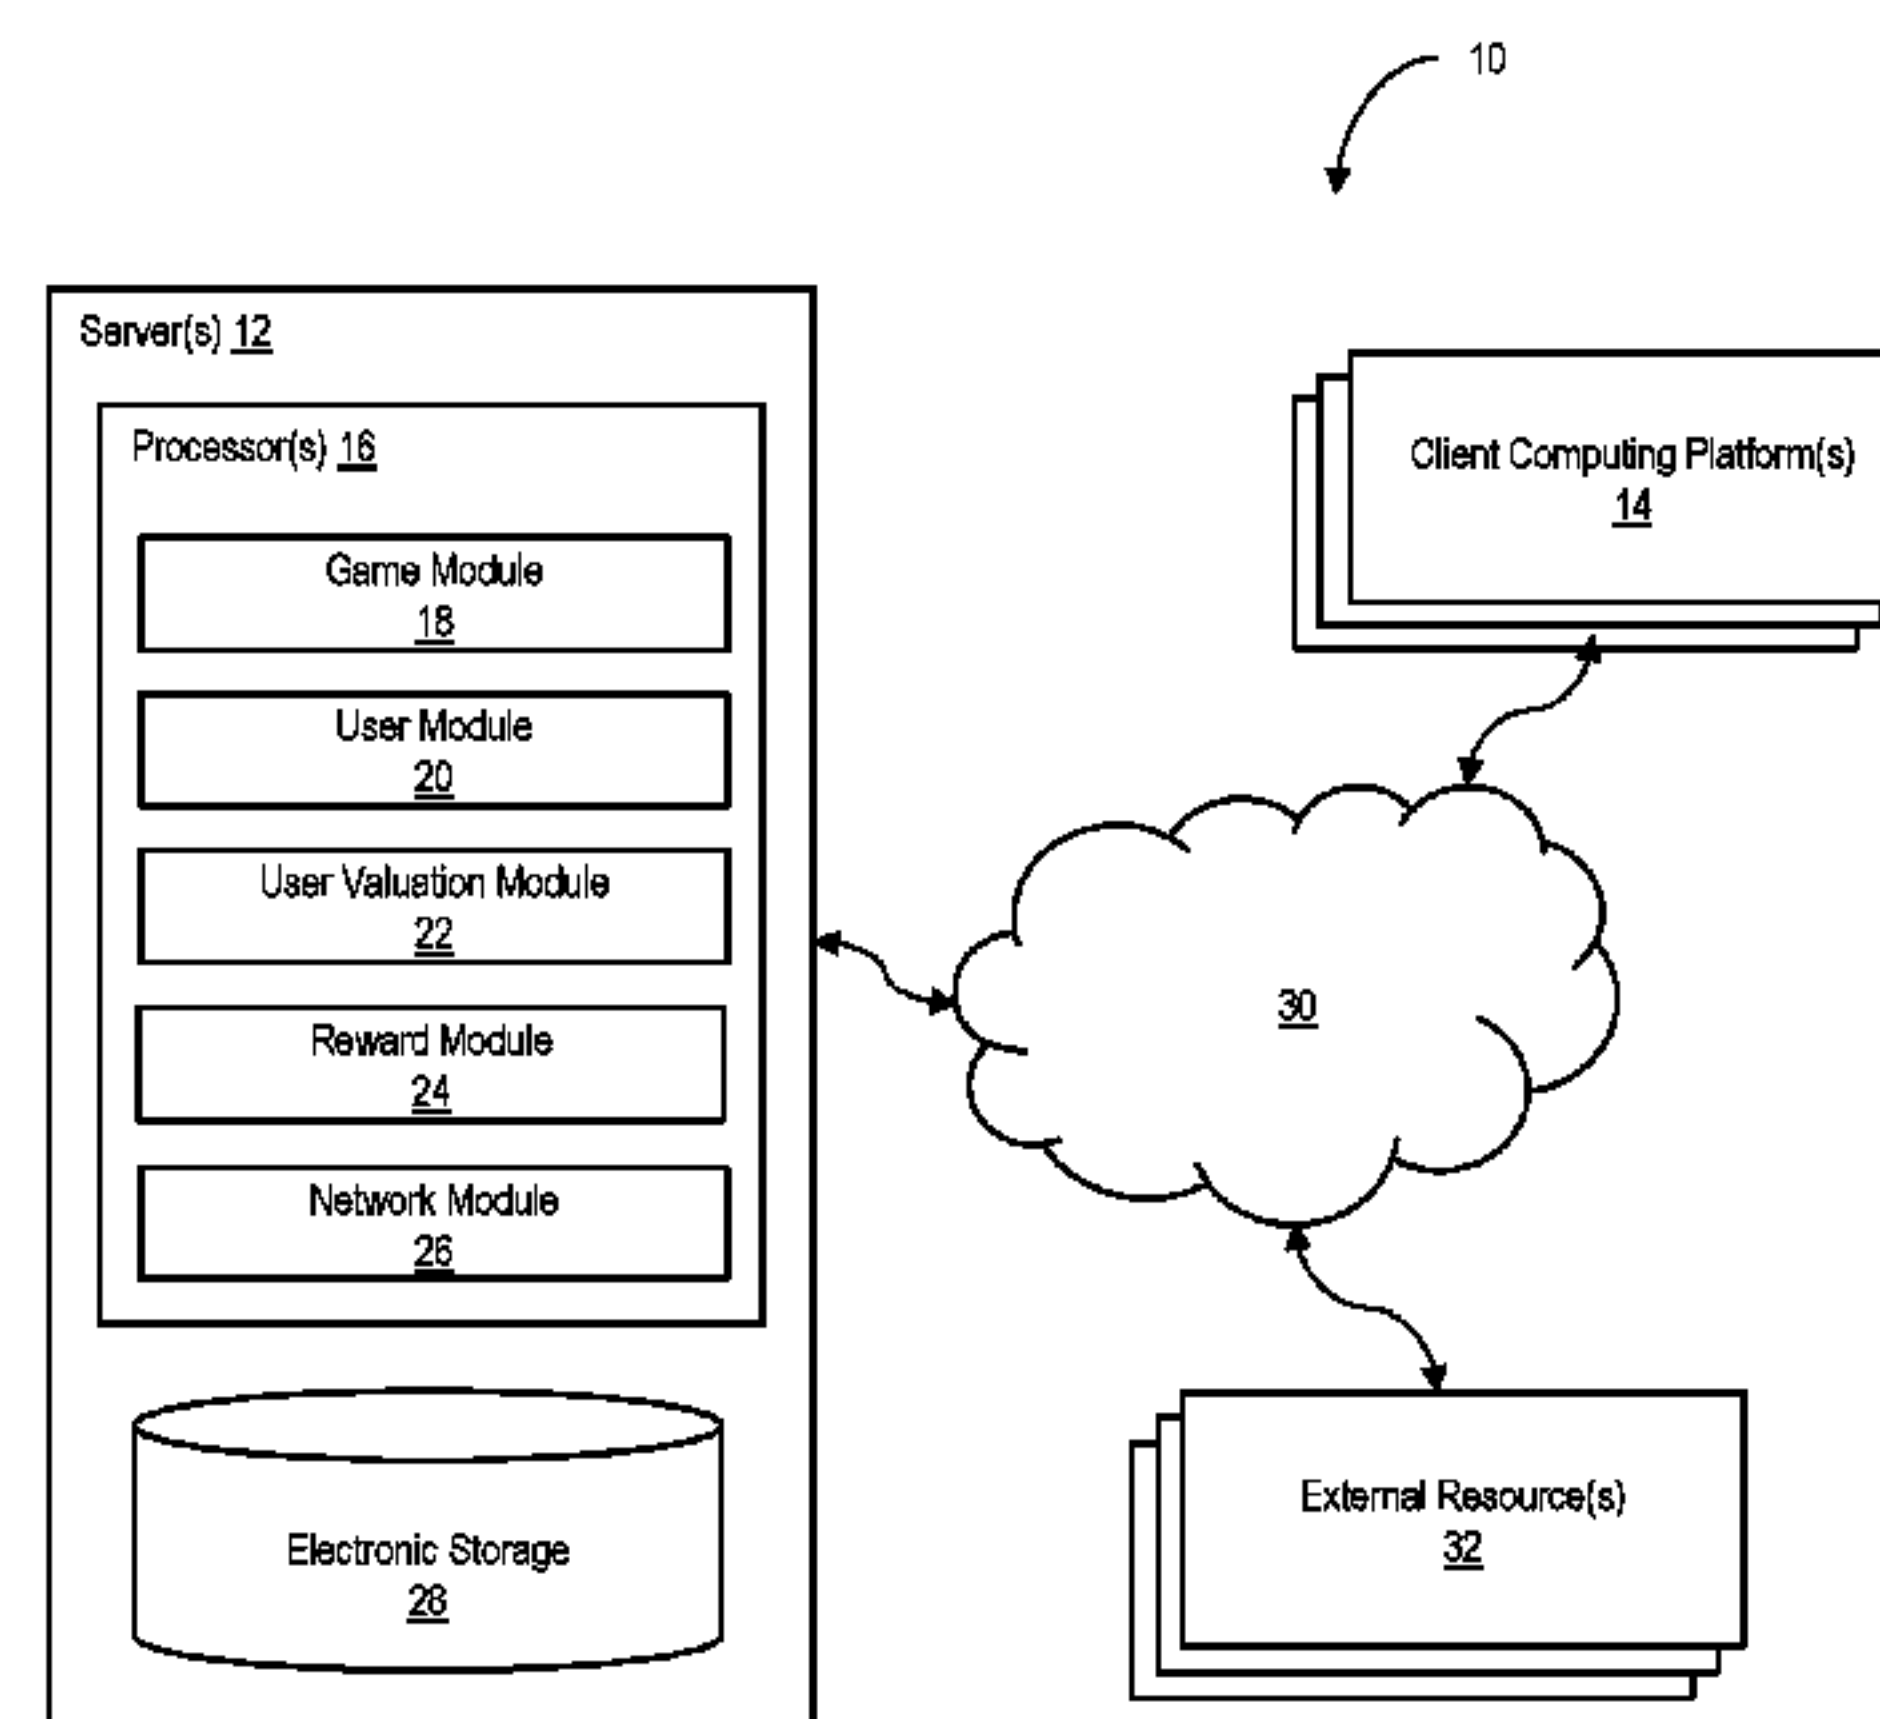 10
Server(s) 12
Processor(s) 16
Game Module
18
User Module
20
User Valuation Module
22
Reward Module
24
Network Module
26
Electronic Storage
28
Client Computing Platform(s)
14
30
External Resource(s)
32